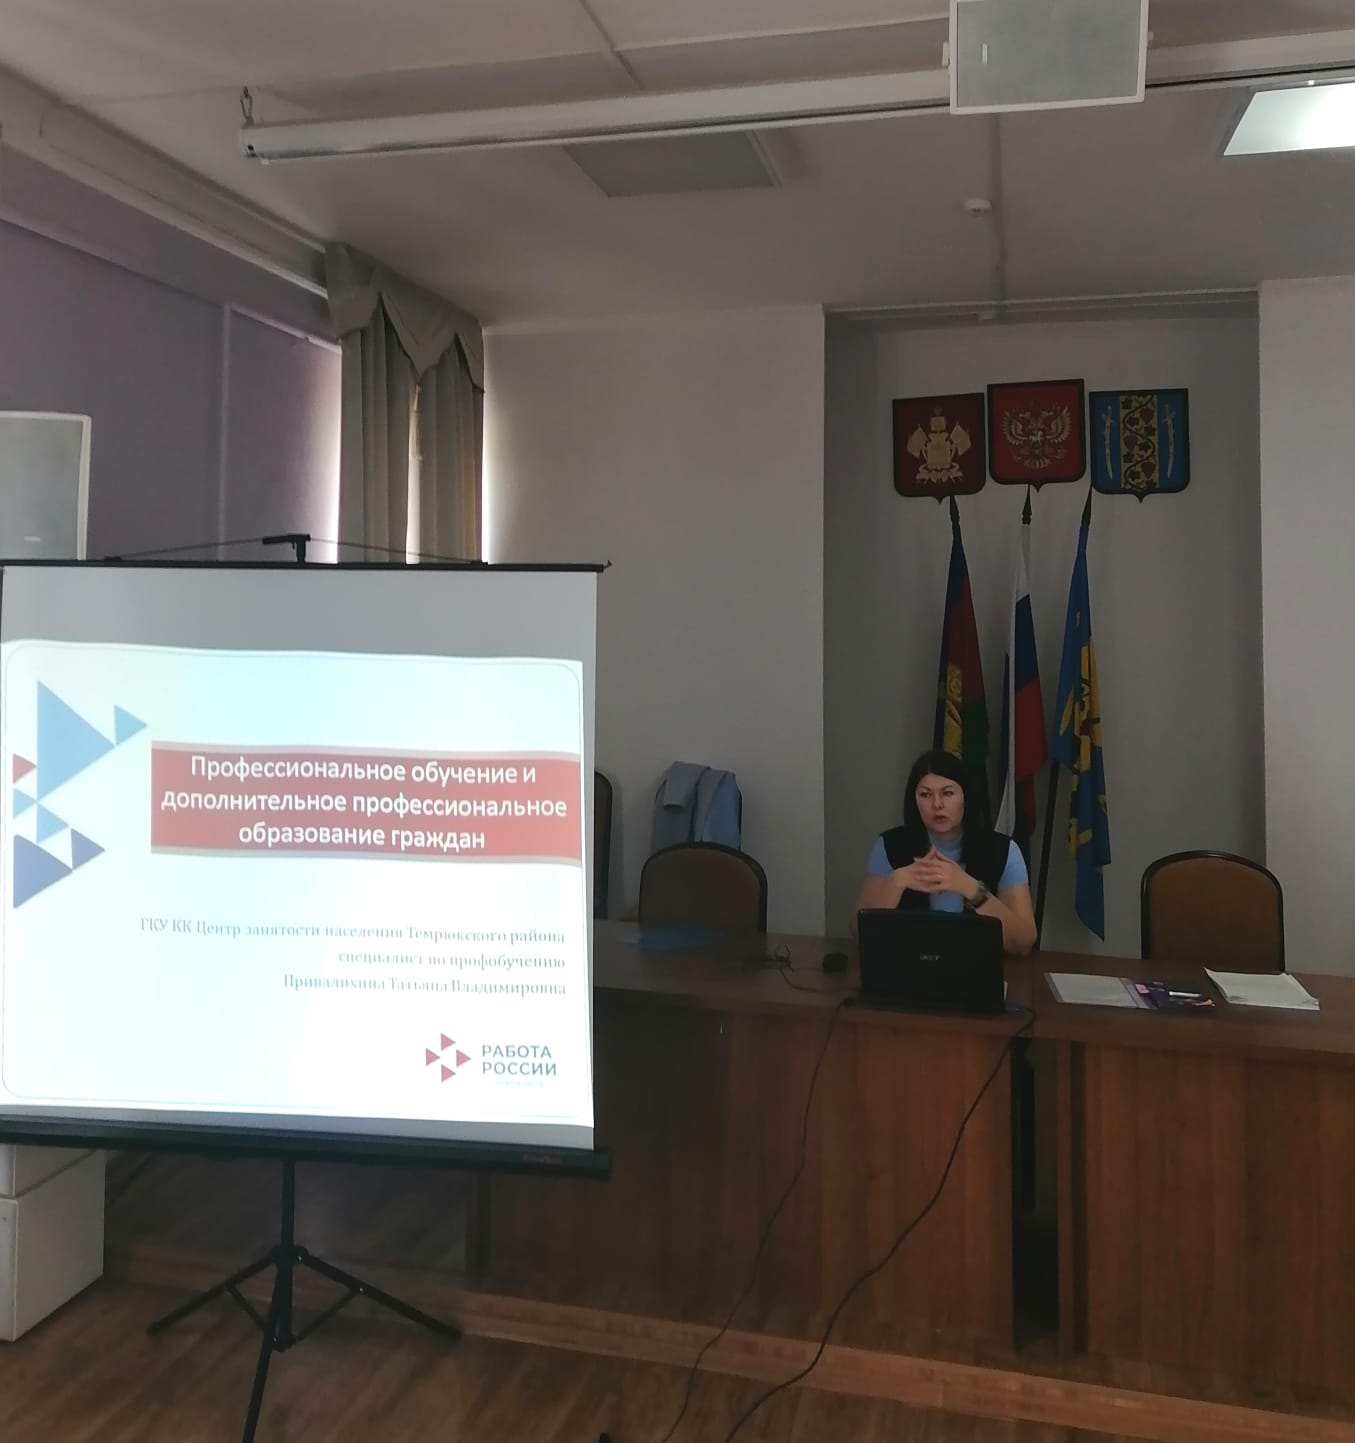 Профессиональное обучение и
дополнительное профессиональное
образование граждан
ГКУ КК Центр занятости населения Темрюкского района
специалист по профобучению
Привалихина Татьяна Владимировна
РАБОТА
РОССИИ
acer